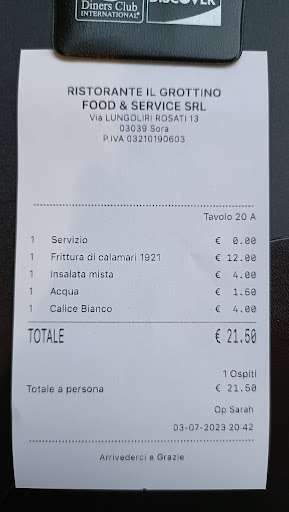 Diners Club
INTERNATIONAL®
DISCOVER
RISTORANTE IL GROTTINO
FOOD & SERVICE SRL
Via LUNGOLIRI ROSATI 13
03039 Sora
P.IVA 03210190603
Tavolo 20 A
1 Servizio € 0.00
1 Frittura di calamari 1921 € 12.00
1 Insalata mista € 4.00
1 Acqua € 1.50
1 Calice Bianco € 4.00
TOTALE € 21.50
1 Ospiti
Totale a persona € 21.50
Op Sarah
03-07-2023 20:42
Arrivederci e Grazie